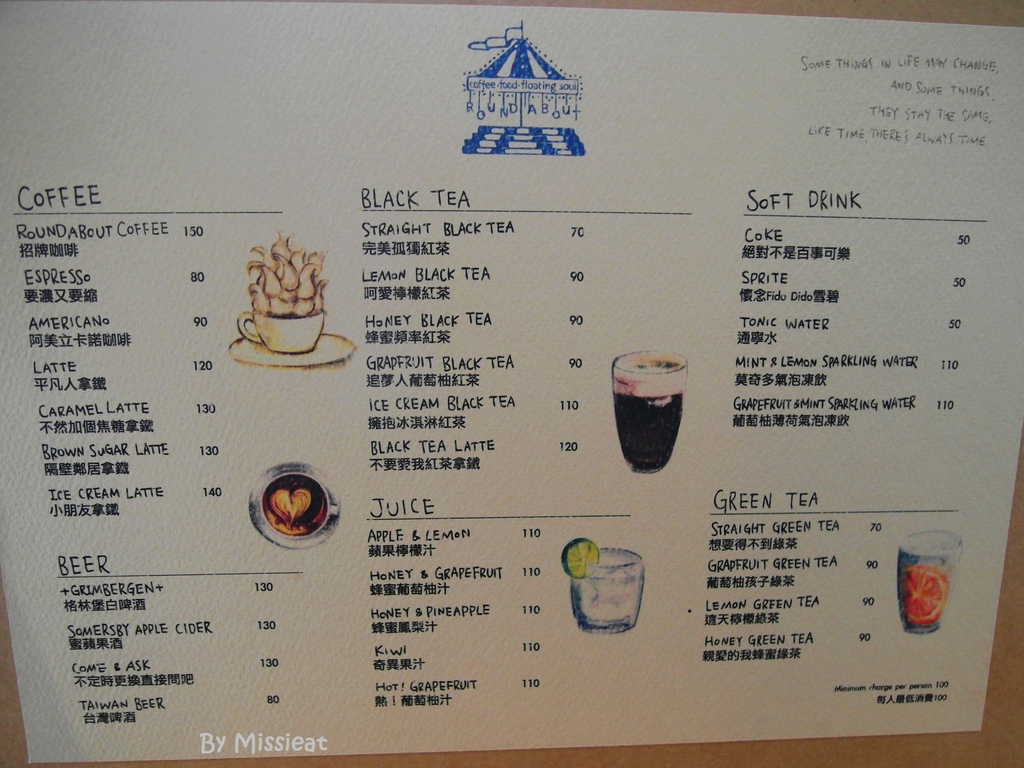 coffee·food·floating soul
ROUNDABOUT
SOME THINGS IN LIFE MAY CHANGE,
AND SOME THINGS,
THEY STAY THE SAME,
LIKE TIME, THERE'S ALWAYS TIME
COFFEE
ROUNDABOUT COFFEE 150
招牌咖啡
ESPRESSO 80
要濃又要縮
AMERICANO 90
阿美立卡諾咖啡
LATTE 120
平凡人拿鐵
CARAMEL LATTE 130
不然加個焦糖拿鐵
BROWN SUGAR LATTE 130
隔壁鄰居拿鐵
ICE CREAM LATTE 140
小朋友拿鐵
BEER
+GRIMBERGEN+ 130
格林堡白啤酒
SOMERSBY APPLE CIDER 130
蜜蘋果酒
COME & ASK 130
不定時更換直接問吧
TAIWAN BEER 80
台灣啤酒
BLACK TEA
STRAIGHT BLACK TEA 70
完美孤獨紅茶
LEMON BLACK TEA 90
呵愛檸檬紅茶
HONEY BLACK TEA 90
蜂蜜頻率紅茶
GRAPFRUIT BLACK TEA 90
追夢人葡萄柚紅茶
ICE CREAM BLACK TEA 110
擁抱冰淇淋紅茶
BLACK TEA LATTE 120
不要愛我紅茶拿鐵
JUICE
APPLE & LEMON 110
蘋果檸檬汁
HONEY & GRAPEFRUIT 110
蜂蜜葡萄柚汁
HONEY & PINEAPPLE 110
蜂蜜鳳梨汁
KIWI 110
奇異果汁
HOT! GRAPEFRUIT 110
熱！葡萄柚汁
SOFT DRINK
COKE 50
絕對不是百事可樂
SPRITE 50
懷念Fido Dido雪碧
TONIC WATER 50
通寧水
MINT & LEMON SPARKLING WATER 110
莫奇多氣泡凍飲
GRAPEFRUIT & MINT SPARKLING WATER 110
葡萄柚薄荷氣泡凍飲
GREEN TEA
STRAIGHT GREEN TEA 70
想要得不到綠茶
GRAPFRUIT GREEN TEA 90
葡萄柚孩子綠茶
LEMON GREEN TEA 90
這天檸檬綠茶
HONEY GREEN TEA 90
親愛的我蜂蜜綠茶
Minimum charge per person 100
每人最低消費100
By Missieat